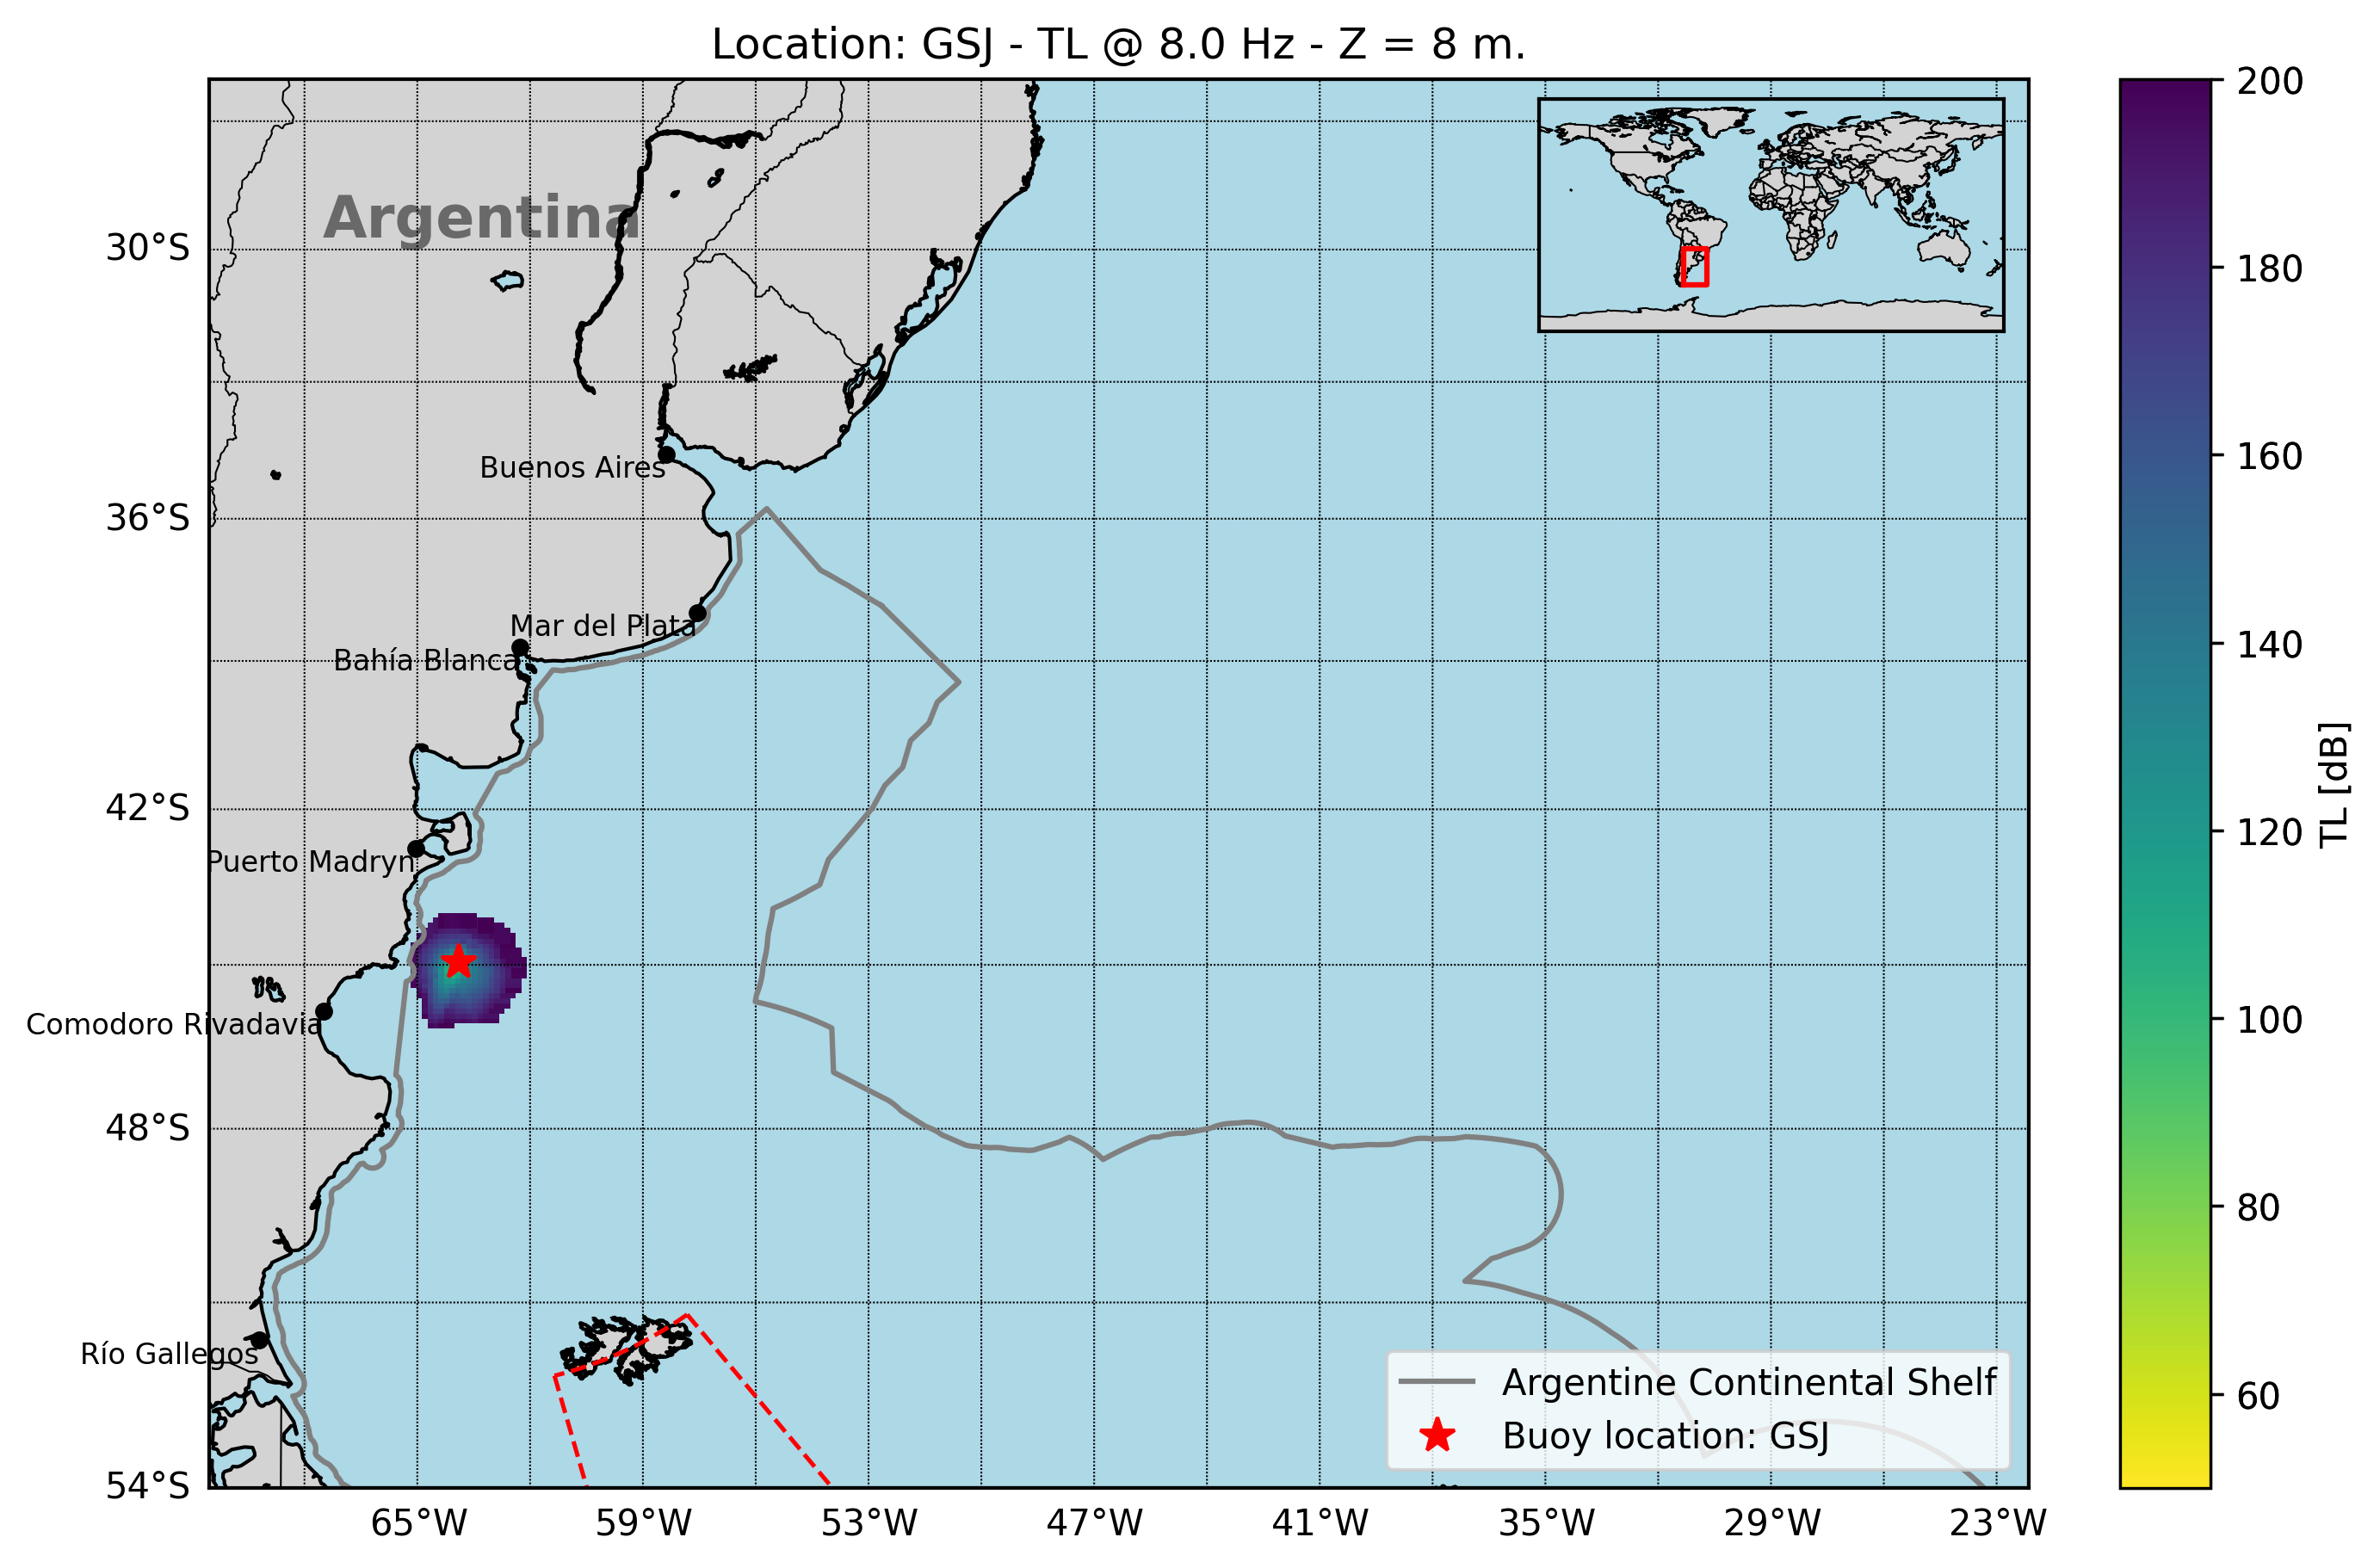 Location: GSJ - TL @ 8.0 Hz - Z = 8 m.
Argentina
30°S
36°S
42°S
48°S
54°S
Buenos Aires
Mar del Plata
Bahía Blanca
Puerto Madryn
Comodoro Rivadavia
Río Gallegos
65°W
59°W
53°W
47°W
41°W
35°W
29°W
23°W
Argentine Continental Shelf
Buoy location: GSJ
200
180
160
140
120
100
80
60
TL [dB]